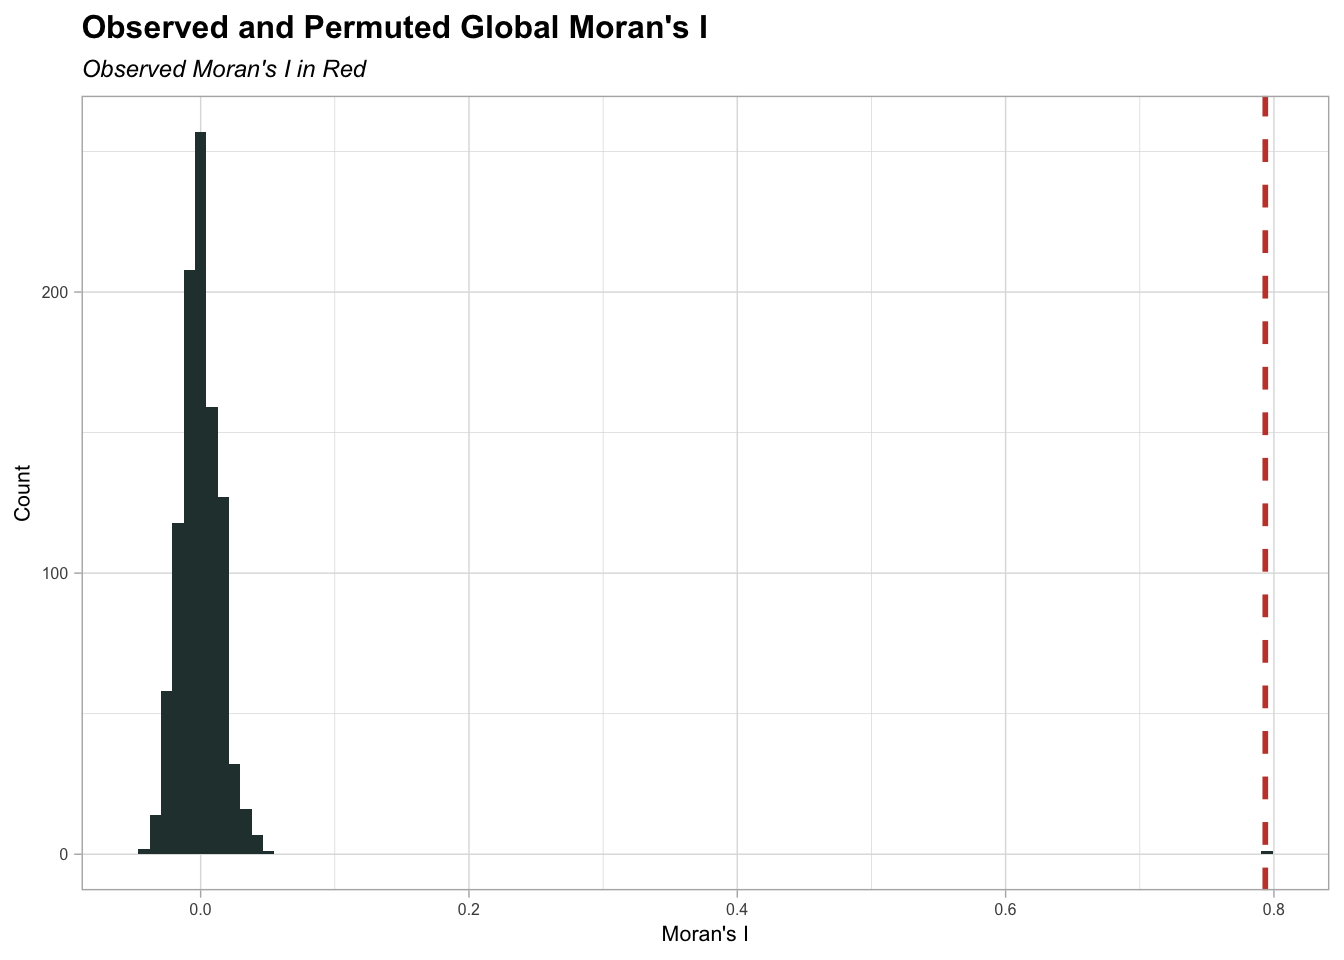 Observed and Permuted Global Moran's I
Observed Moran's I in Red
Count
200
100
0
0.0 0.2 0.4 0.6 0.8
Moran's I